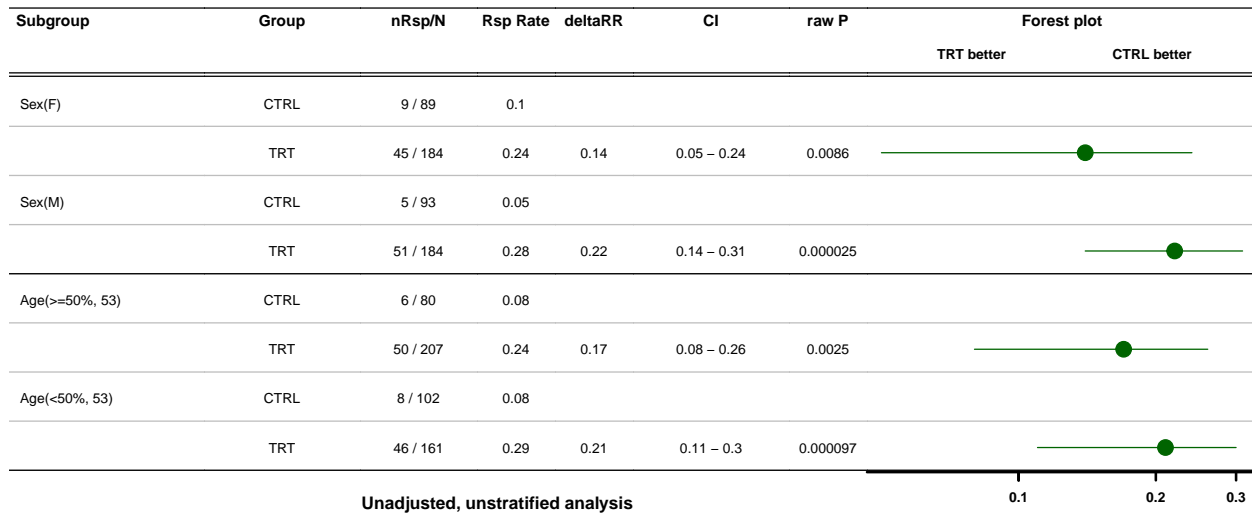 Subgroup Group nRsp/N Rsp Rate deltaRR CI raw P Forest plot
TRT better CTRL better
Sex(F) CTRL 9 / 89 0.1
TRT 45 / 184 0.24 0.14 0.05 – 0.24 0.0086
Sex(M) CTRL 5 / 93 0.05
TRT 51 / 184 0.28 0.22 0.14 – 0.31 0.000025
Age(>=50%, 53) CTRL 6 / 80 0.08
TRT 50 / 207 0.24 0.17 0.08 – 0.26 0.0025
Age(<50%, 53) CTRL 8 / 102 0.08
TRT 46 / 161 0.29 0.21 0.11 – 0.3 0.000097
0.1 0.2 0.3
Unadjusted, unstratified analysis